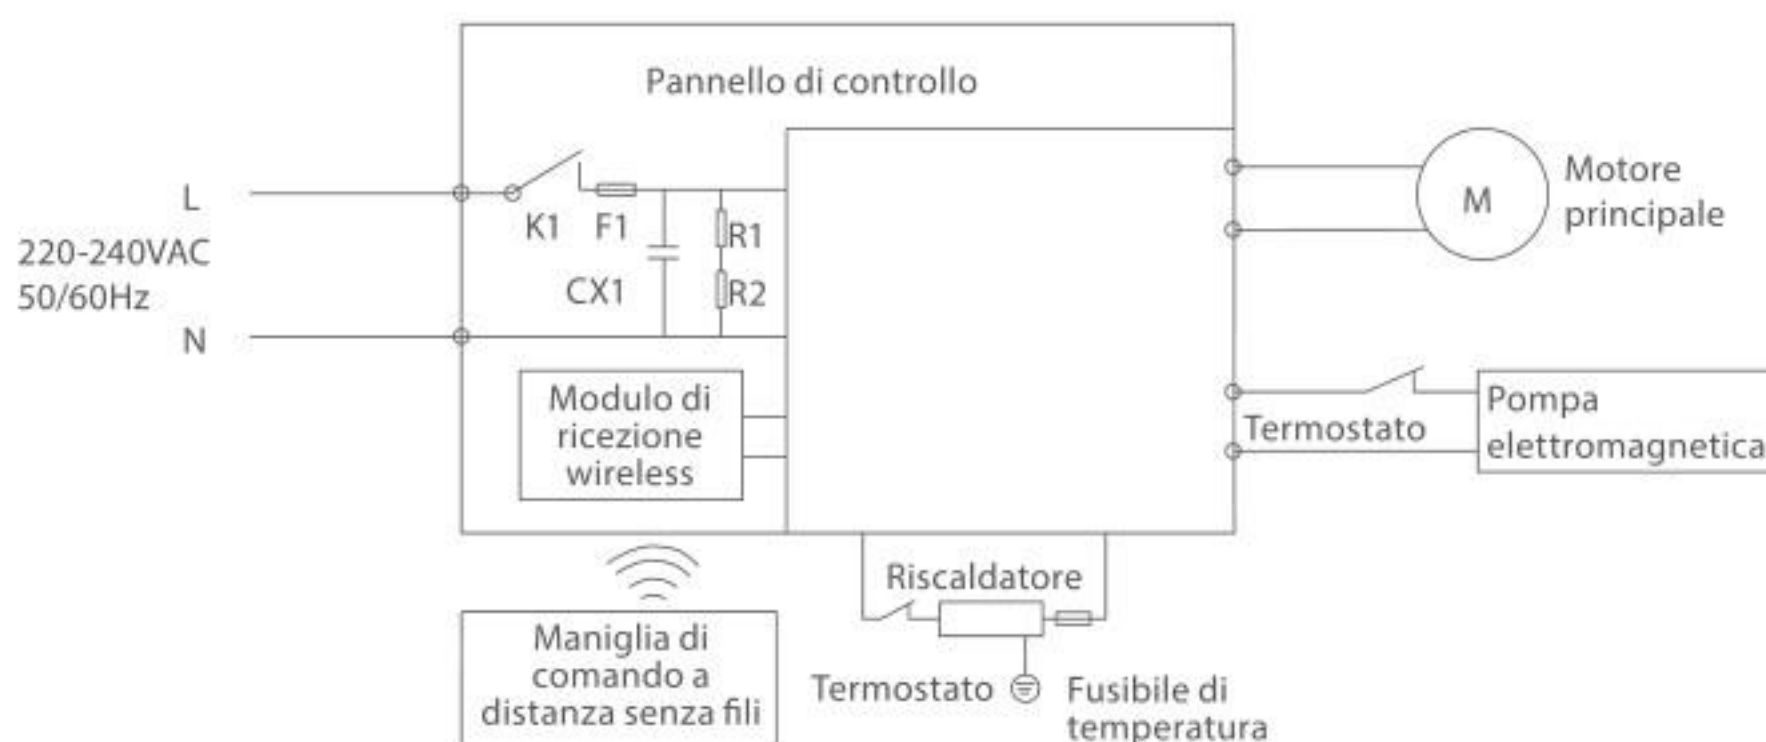 Pannello di controllo
L
220-240VAC
50/60Hz
N
K1
F1
CX1
R1
R2
Modulo di
ricezione
wireless
M
Motore
principale
Termostato
Pompa
elettromagnetica
Riscaldatore
Termostato
Fusibile di
temperatura
Maniglia di
comando a
distanza senza fili